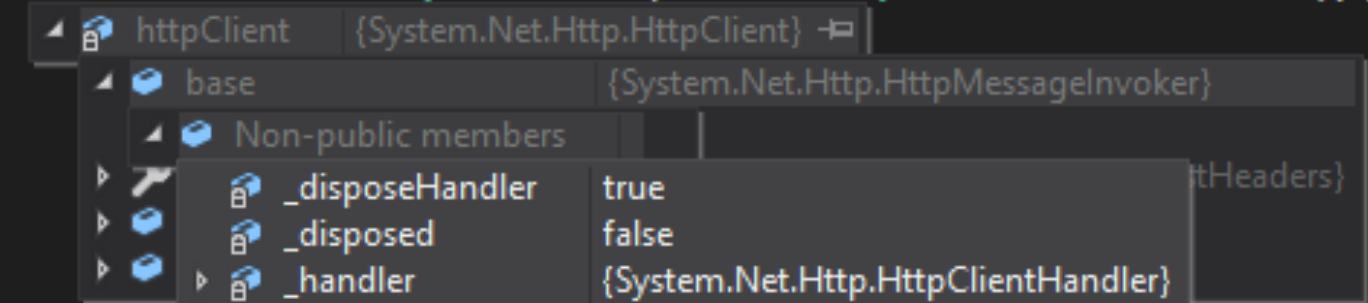 httpClient {System.Net.Http.HttpClient}
base {System.Net.Http.HttpMessageInvoker}
Non-public members
tHeaders}
_disposeHandler true
_disposed false
_handler {System.Net.Http.HttpClientHandler}